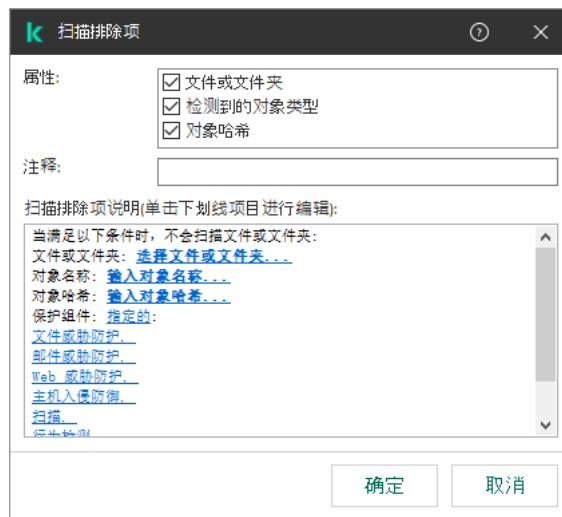 扫描排除项
属性:
文件或文件夹
检测到的对象类型
对象哈希
注释:
扫描排除项说明(单击下划线项目进行编辑):
当满足以下条件时，不会扫描文件或文件夹:
文件或文件夹: 选择文件或文件夹...
对象名称: 输入对象名称...
对象哈希: 输入对象哈希...
保护组件: 指定的:
文件威胁防护,
邮件威胁防护,
Web 威胁防护,
主机入侵防御,
扫描,
行为检测
确定
取消